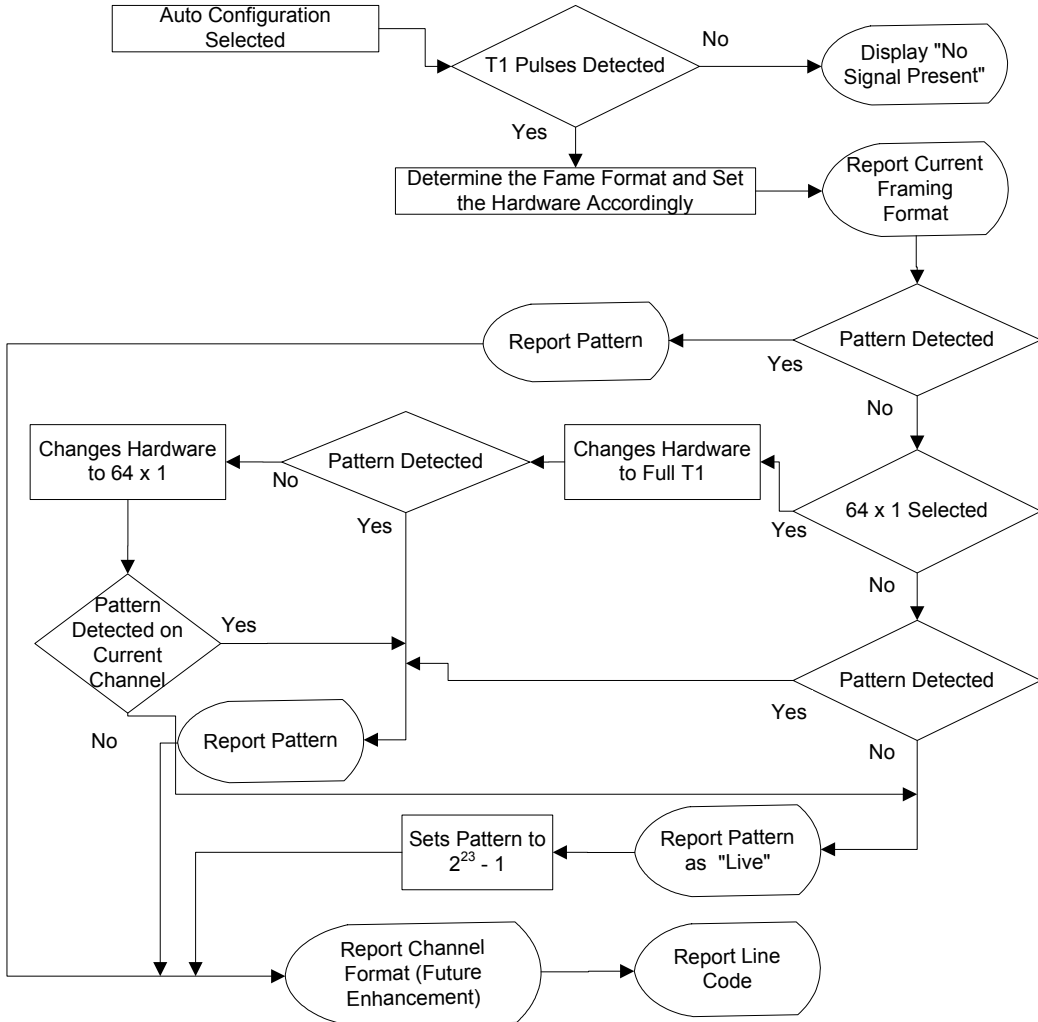 Auto Configuration
Selected
T1 Pulses Detected
No
Display "No
Signal Present"
Yes
Determine the Fame Format and Set
the Hardware Accordingly
Report Current
Framing
Format
Pattern Detected
Yes
Report Pattern
No
64 x 1 Selected
Yes
Changes Hardware
to Full T1
Pattern Detected
No
Changes Hardware
to 64 x 1
Yes
No
Pattern
Detected on
Current
Channel
Yes
No
Pattern Detected
Yes
Report Pattern
No
Report Pattern
as "Live"
Sets Pattern to
2²³ - 1
Report Channel
Format (Future
Enhancement)
Report Line
Code